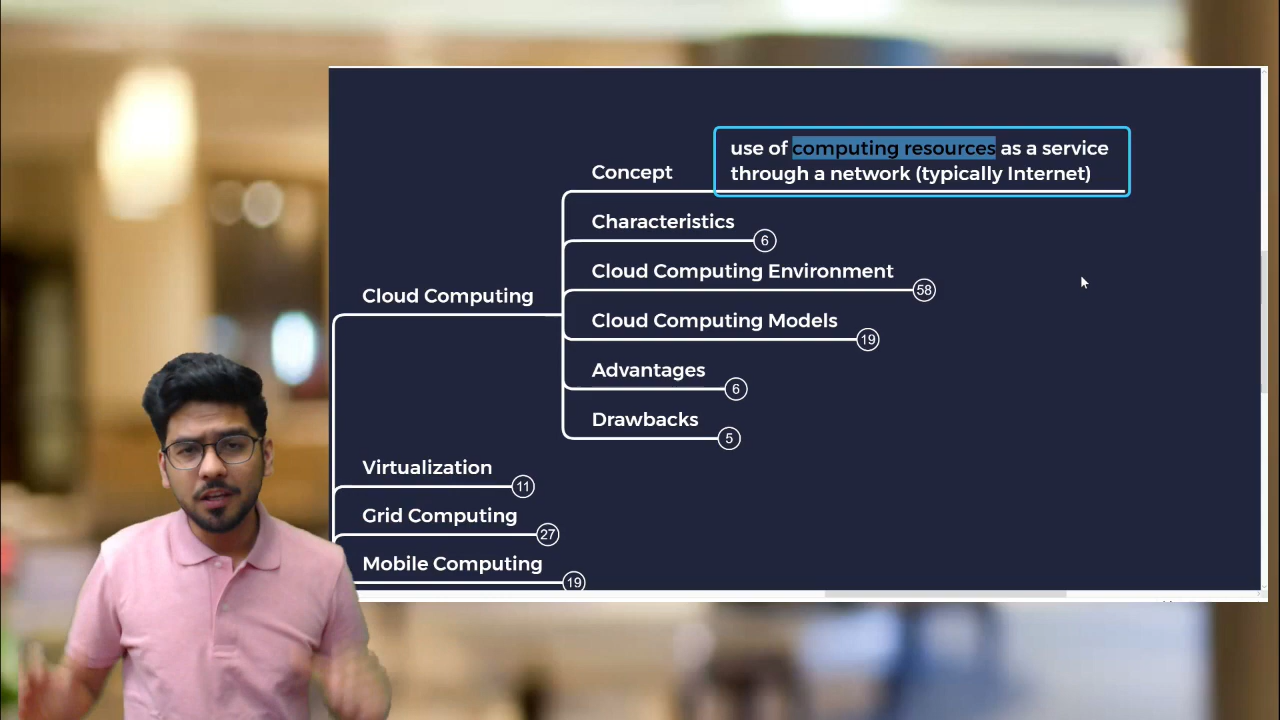 Concept
use of computing resources as a service
through a network (typically Internet)
Characteristics
6
Cloud Computing Environment
58
Cloud Computing
Cloud Computing Models
19
Advantages
6
Drawbacks
5
Virtualization
11
Grid Computing
27
Mobile Computing
19